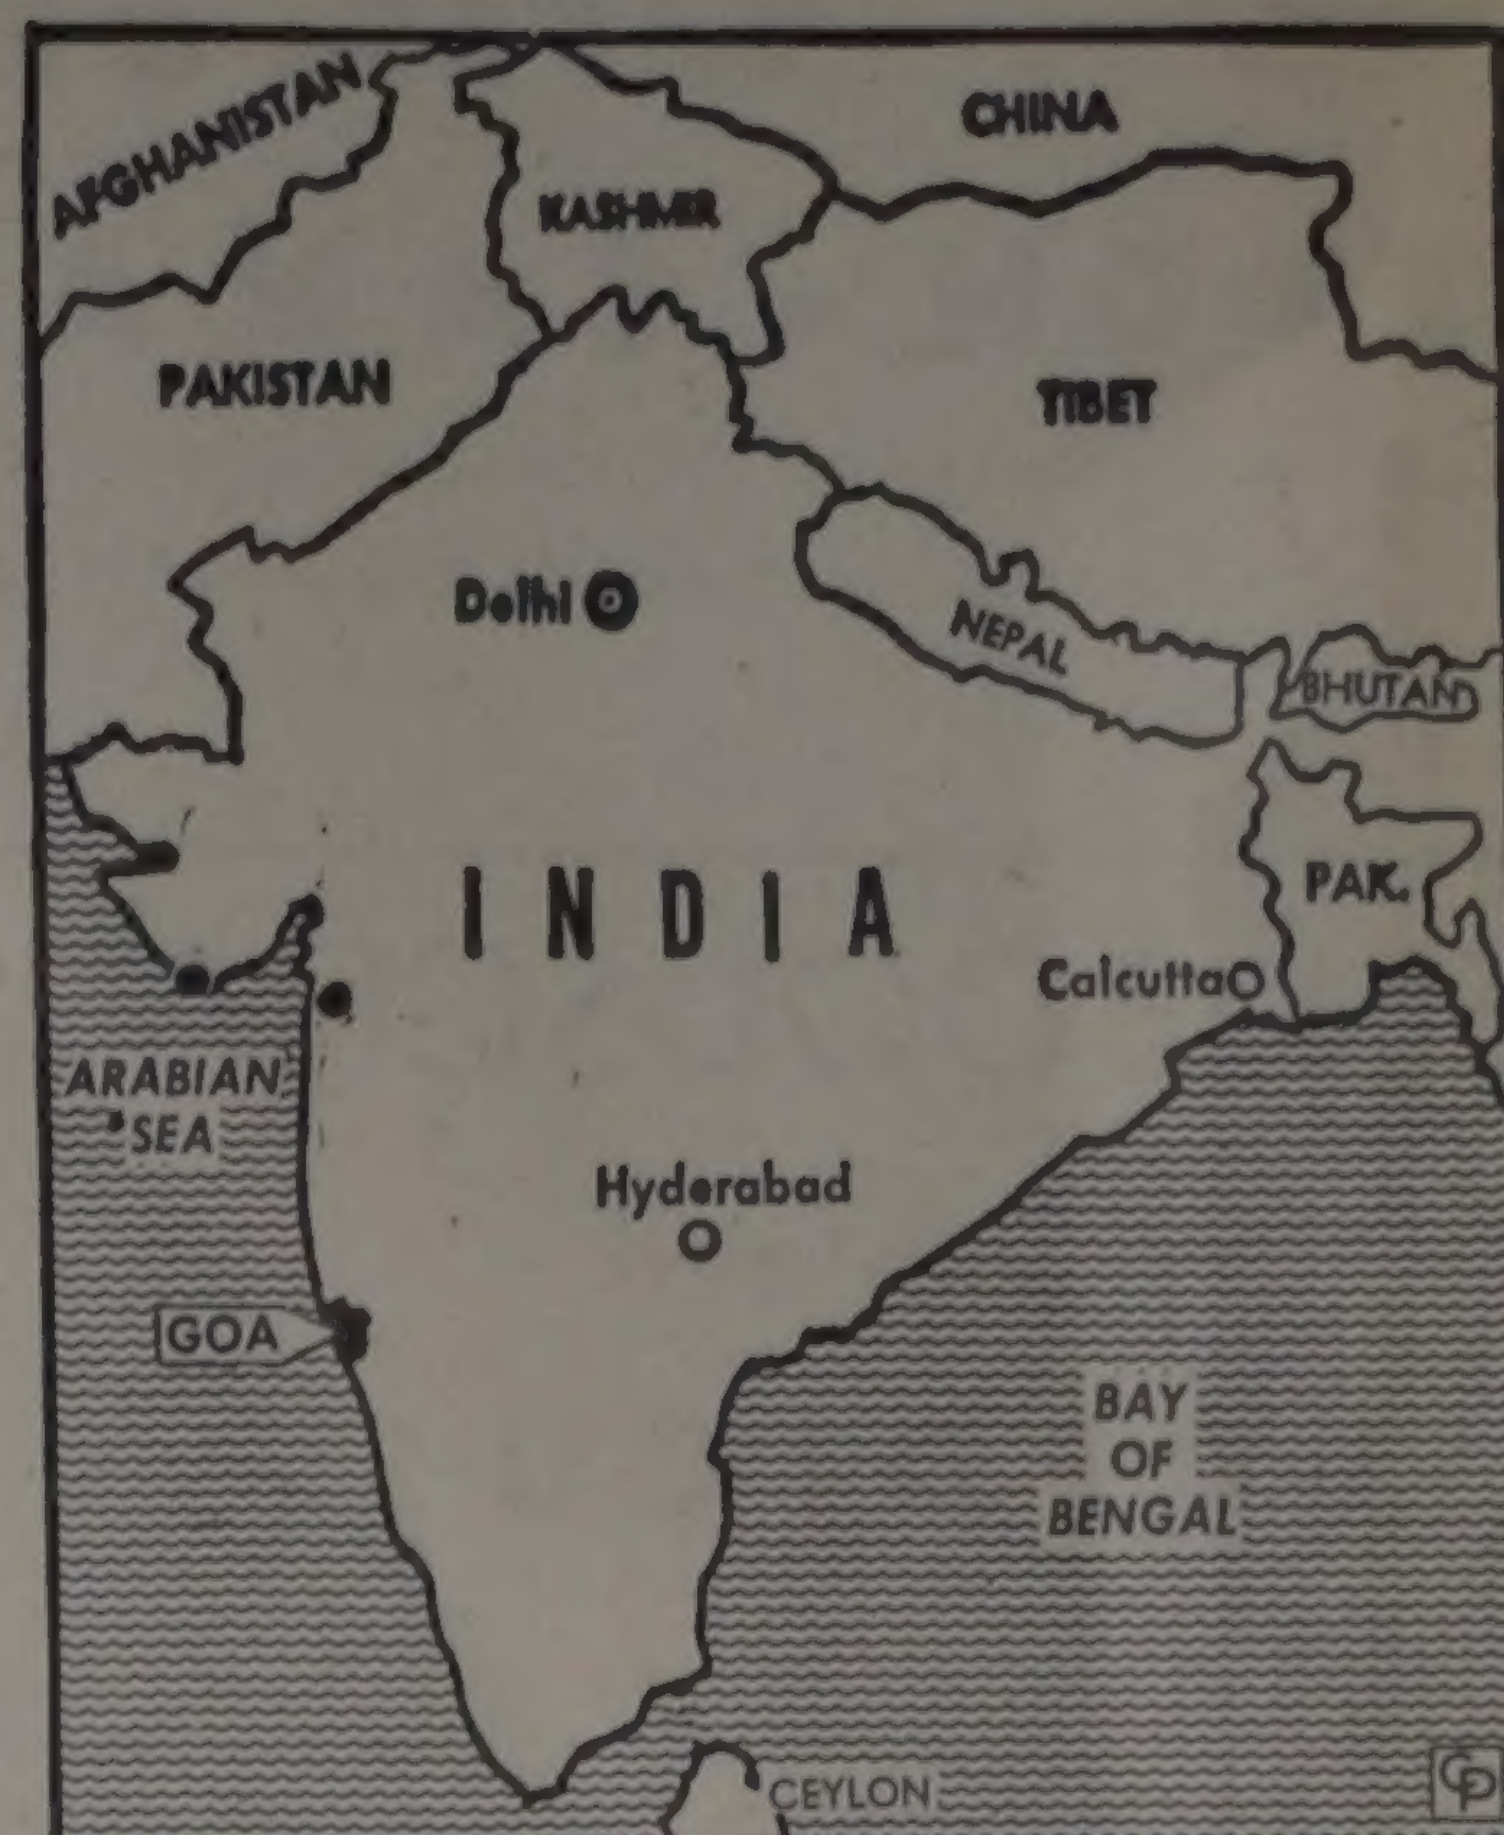 AFGHANISTAN
CHINA
KASHMIR
PAKISTAN
TIBET
Delhi
NEPAL
BHUTAN
INDIA
PAK.
Calcutta
ARABIAN
SEA
Hyderabad
GOA
BAY
OF
BENGAL
CEYLON
CP